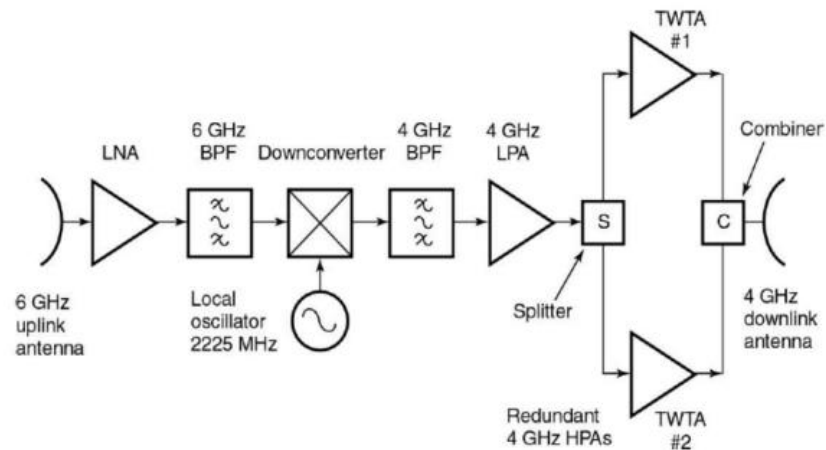 TWTA
#1
6 GHz
BPF
Downconverter
4 GHz
BPF
4 GHz
LPA
LNA
Combiner
S
C
6 GHz
uplink
antenna
Local
oscillator
2225 MHz
Splitter
4 GHz
downlink
antenna
Redundant
4 GHz HPAs
TWTA
#2